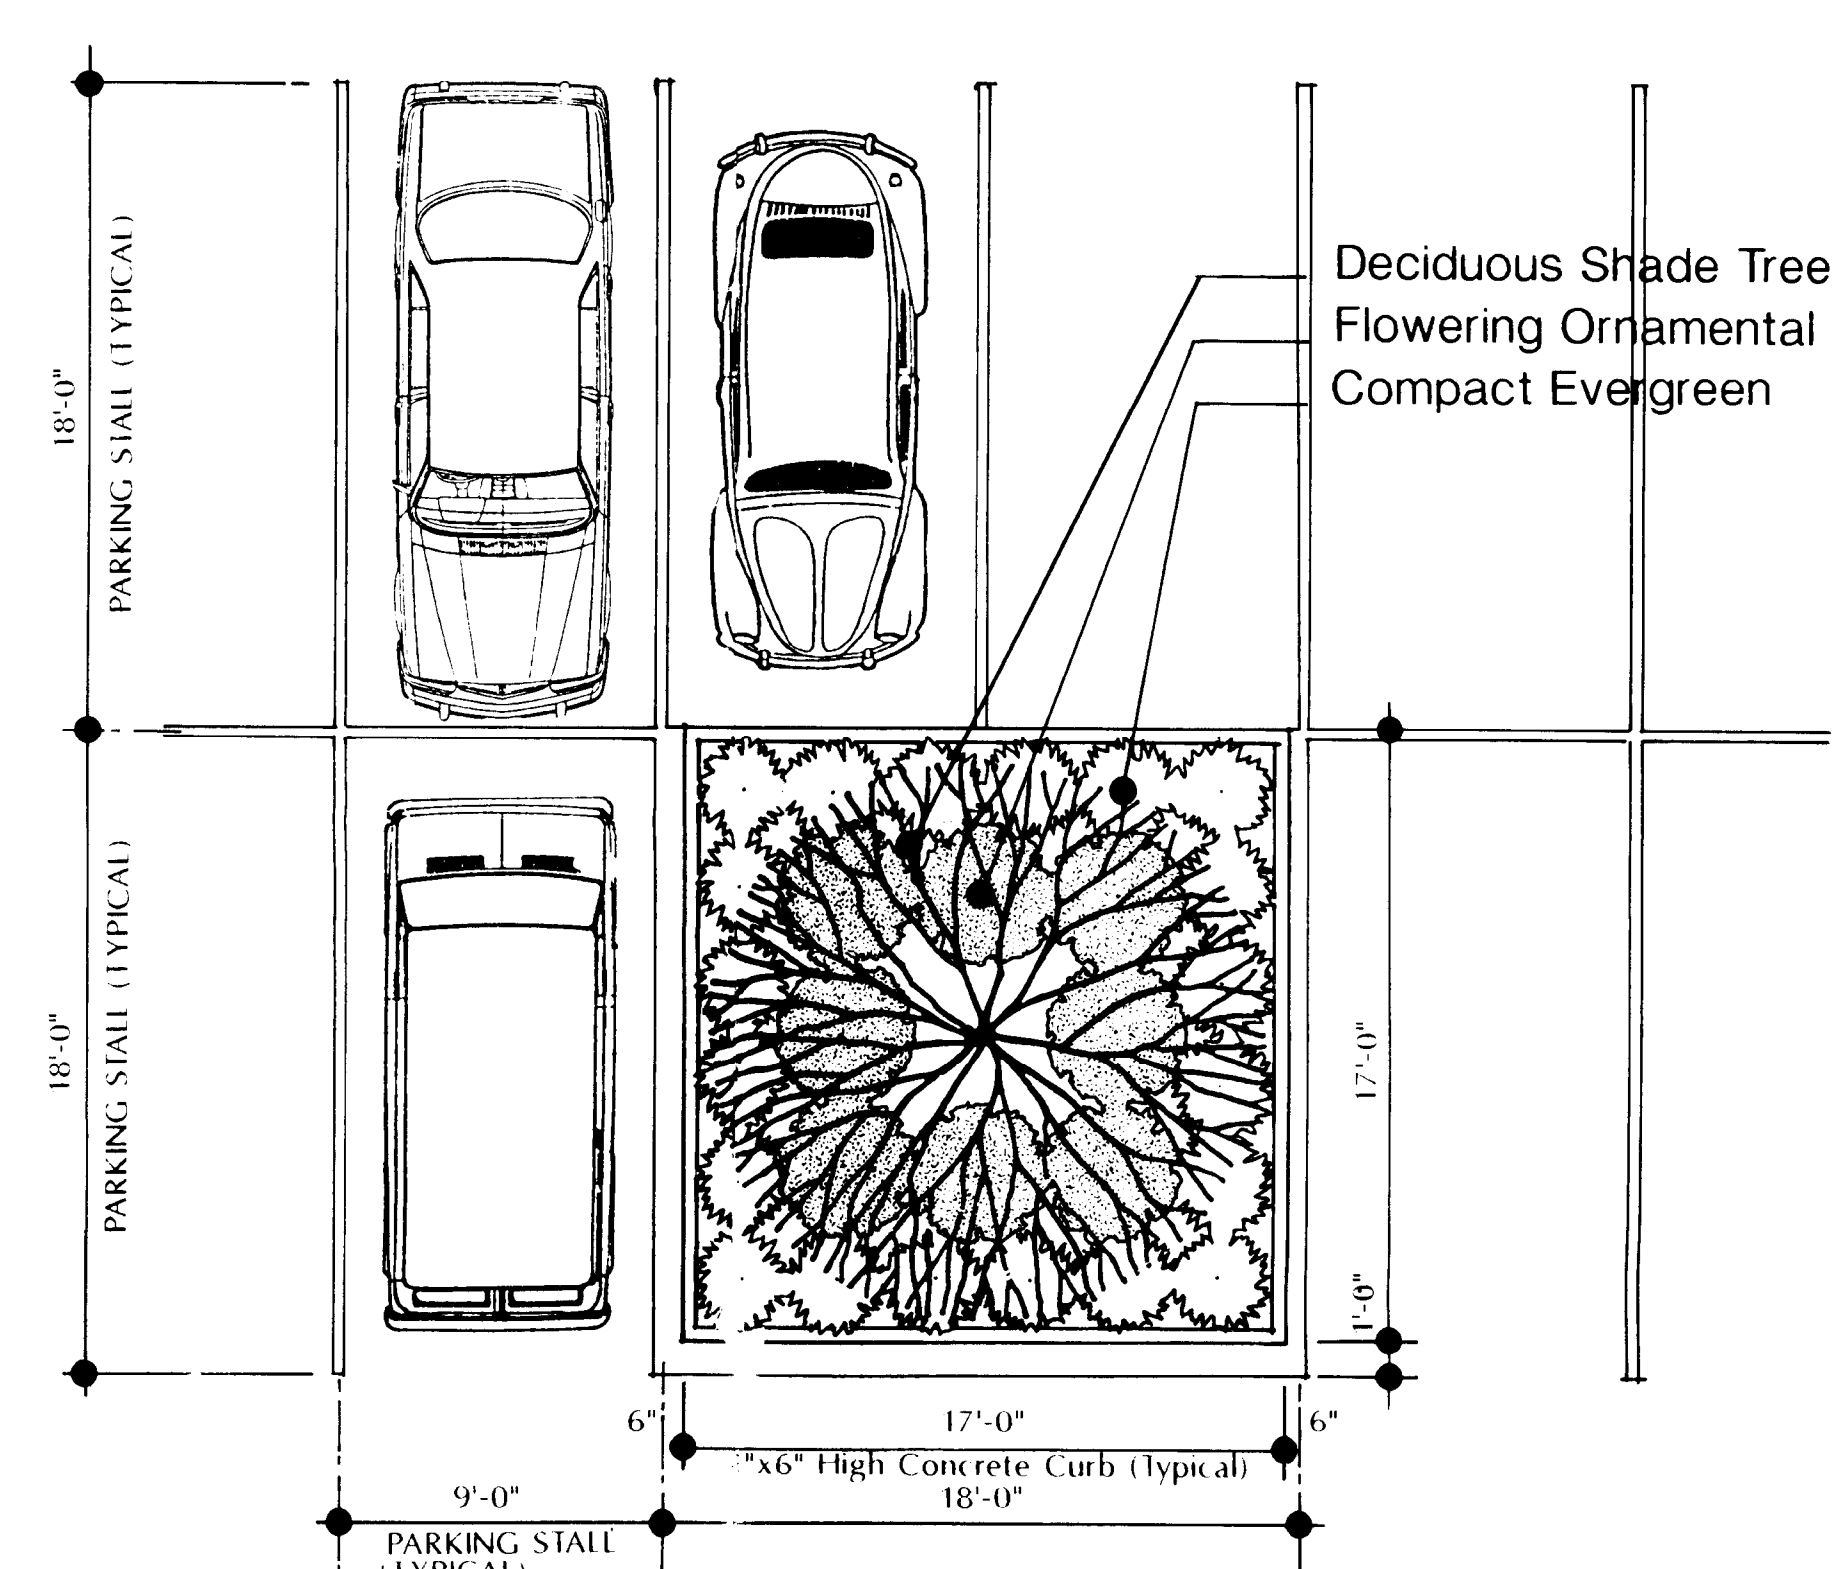 Deciduous Shade Tree
Flowering Ornamental
Compact Evergreen
18'-0"
PARKING STALL (TYPICAL)
18'-0"
PARKING STALL (TYPICAL)
17'-0"
1'-0"
6"
17'-0"
6"
"x6" High Concrete Curb (Typical)
9'-0"
18'-0"
PARKING STALL
(TYPICAL)